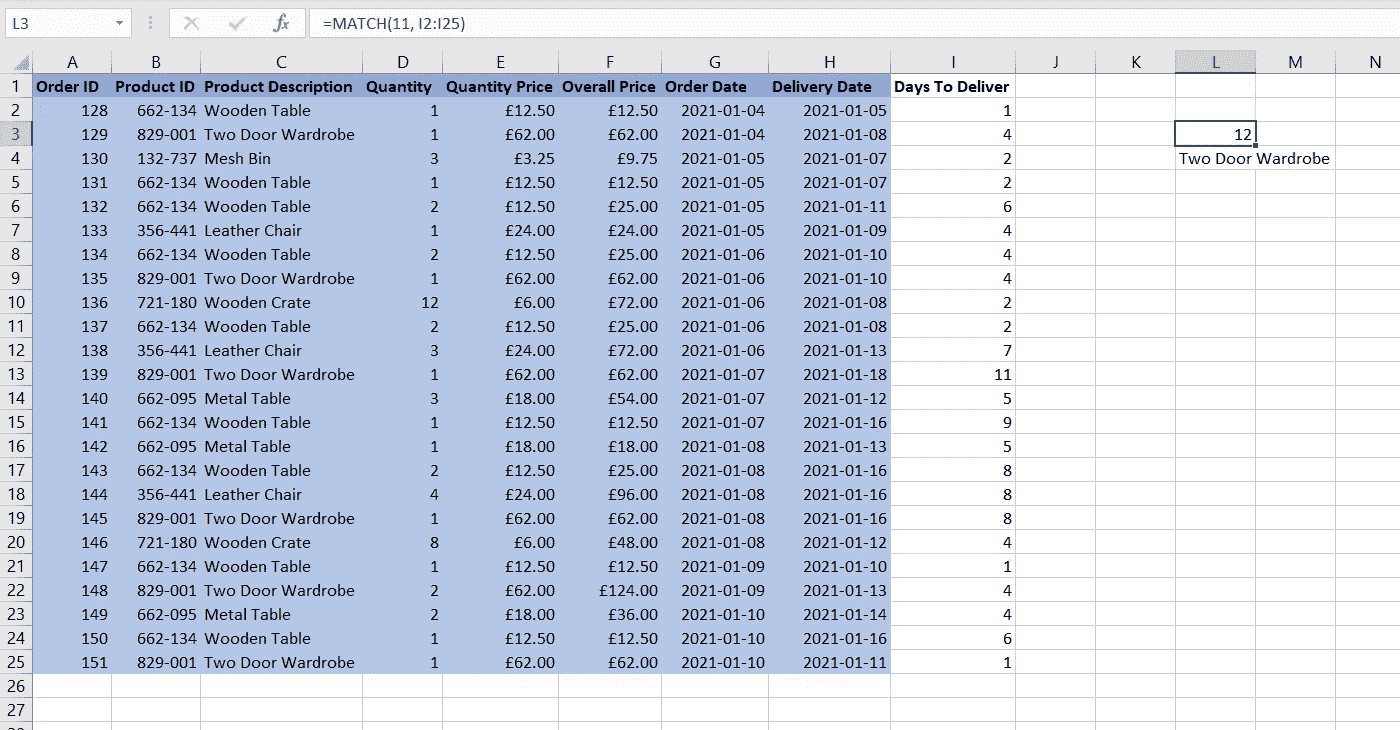 L3 =MATCH(11, I2:I25)
A B C D E F G H I J K L M N
1 Order ID Product ID Product Description Quantity Quantity Price Overall Price Order Date Delivery Date Days To Deliver
2 128 662-134 Wooden Table 1 £12.50 £12.50 2021-01-04 2021-01-05 1
3 129 829-001 Two Door Wardrobe 1 £62.00 £62.00 2021-01-04 2021-01-08 4 12
4 130 132-737 Mesh Bin 3 £3.25 £9.75 2021-01-05 2021-01-07 2 Two Door Wardrobe
5 131 662-134 Wooden Table 1 £12.50 £12.50 2021-01-05 2021-01-07 2
6 132 662-134 Wooden Table 2 £12.50 £25.00 2021-01-05 2021-01-11 6
7 133 356-441 Leather Chair 1 £24.00 £24.00 2021-01-05 2021-01-09 4
8 134 662-134 Wooden Table 2 £12.50 £25.00 2021-01-06 2021-01-10 4
9 135 829-001 Two Door Wardrobe 1 £62.00 £62.00 2021-01-06 2021-01-10 4
10 136 721-180 Wooden Crate 12 £6.00 £72.00 2021-01-06 2021-01-08 2
11 137 662-134 Wooden Table 2 £12.50 £25.00 2021-01-06 2021-01-08 2
12 138 356-441 Leather Chair 3 £24.00 £72.00 2021-01-06 2021-01-13 7
13 139 829-001 Two Door Wardrobe 1 £62.00 £62.00 2021-01-07 2021-01-18 11
14 140 662-095 Metal Table 3 £18.00 £54.00 2021-01-07 2021-01-12 5
15 141 662-134 Wooden Table 1 £12.50 £12.50 2021-01-07 2021-01-16 9
16 142 662-095 Metal Table 1 £18.00 £18.00 2021-01-08 2021-01-13 5
17 143 662-134 Wooden Table 2 £12.50 £25.00 2021-01-08 2021-01-16 8
18 144 356-441 Leather Chair 4 £24.00 £96.00 2021-01-08 2021-01-16 8
19 145 829-001 Two Door Wardrobe 1 £62.00 £62.00 2021-01-08 2021-01-16 8
20 146 721-180 Wooden Crate 8 £6.00 £48.00 2021-01-08 2021-01-12 4
21 147 662-134 Wooden Table 1 £12.50 £12.50 2021-01-09 2021-01-10 1
22 148 829-001 Two Door Wardrobe 2 £62.00 £124.00 2021-01-09 2021-01-13 4
23 149 662-095 Metal Table 2 £18.00 £36.00 2021-01-10 2021-01-14 4
24 150 662-134 Wooden Table 1 £12.50 £12.50 2021-01-10 2021-01-16 6
25 151 829-001 Two Door Wardrobe 1 £62.00 £62.00 2021-01-10 2021-01-11 1
26
27